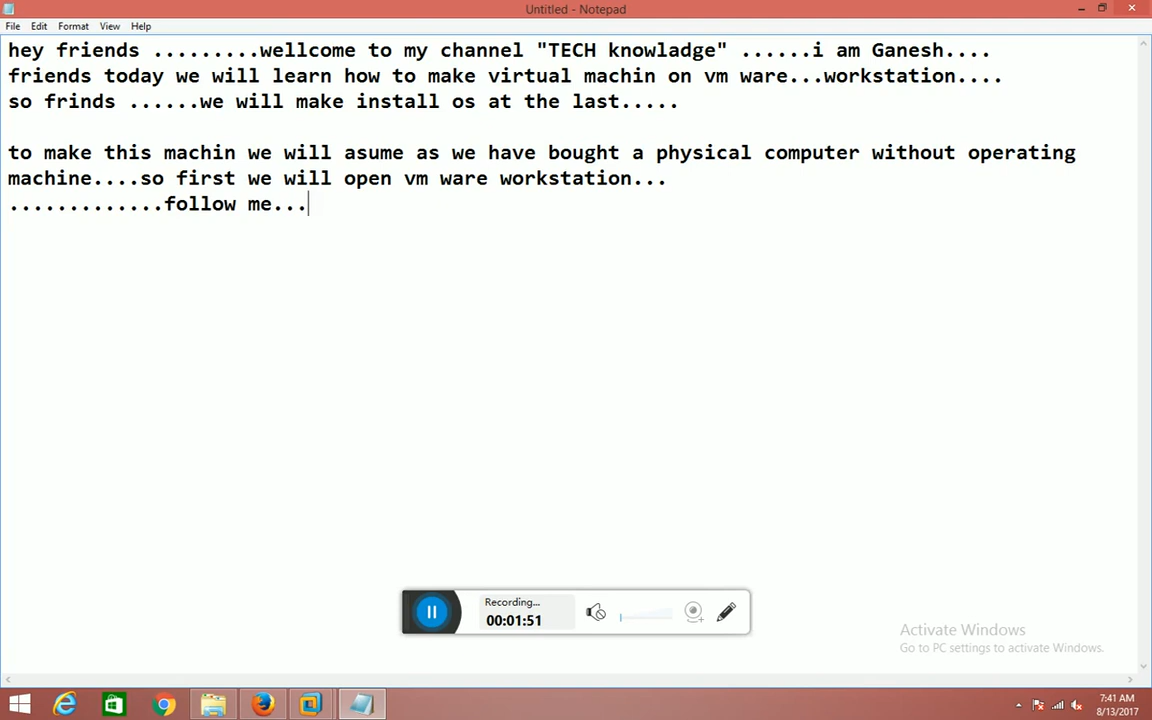 Untitled - Notepad
File Edit Format View Help
hey friends .........wellcome to my channel "TECH knowladge" ......i am Ganesh....
friends today we will learn how to make virtual machin on vm ware...workstation....
so frinds ......we will make install os at the last.....
to make this machin we will asume as we have bought a physical computer without operating
machine....so first we will open vm ware workstation...
.............follow me...
Recording...
00:01:51
Activate Windows
Go to PC settings to activate Windows.
7:41 AM
8/13/2017